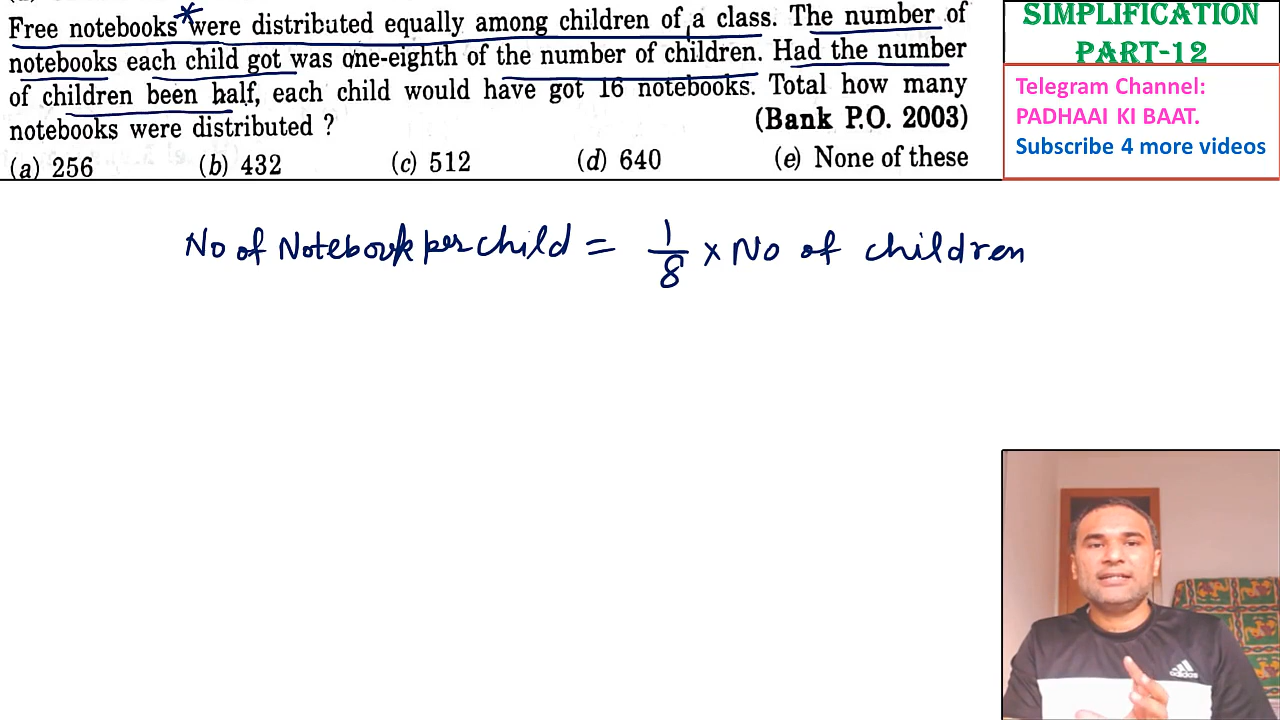 Free notebooks were distributed equally among children of a class. The number of
notebooks each child got was one-eighth of the number of children. Had the number
of children been half, each child would have got 16 notebooks. Total how many
notebooks were distributed ? (Bank P.O. 2003)
(a) 256 (b) 432 (c) 512 (d) 640 (e) None of these
SIMPLIFICATION
PART-12
Telegram Channel:
PADHAAI KI BAAT.
Subscribe 4 more videos
No of Notebook per child = 1/8 × No of children
adidas